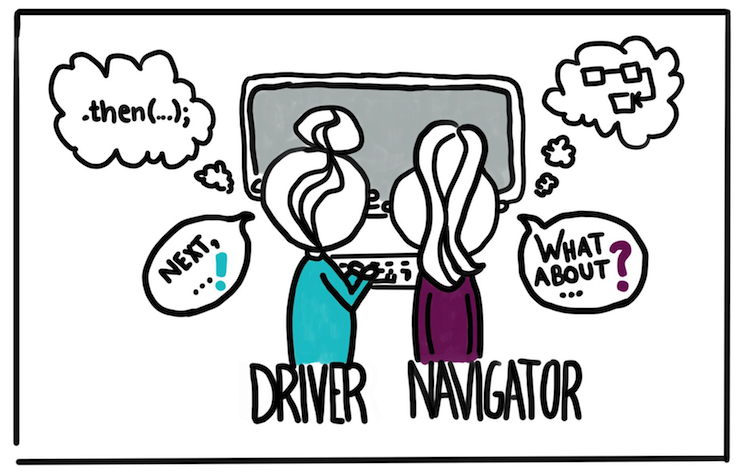 .then(...);
NEXT,
...!
WHAT
ABOUT?
...
DRIVER NAVIGATOR